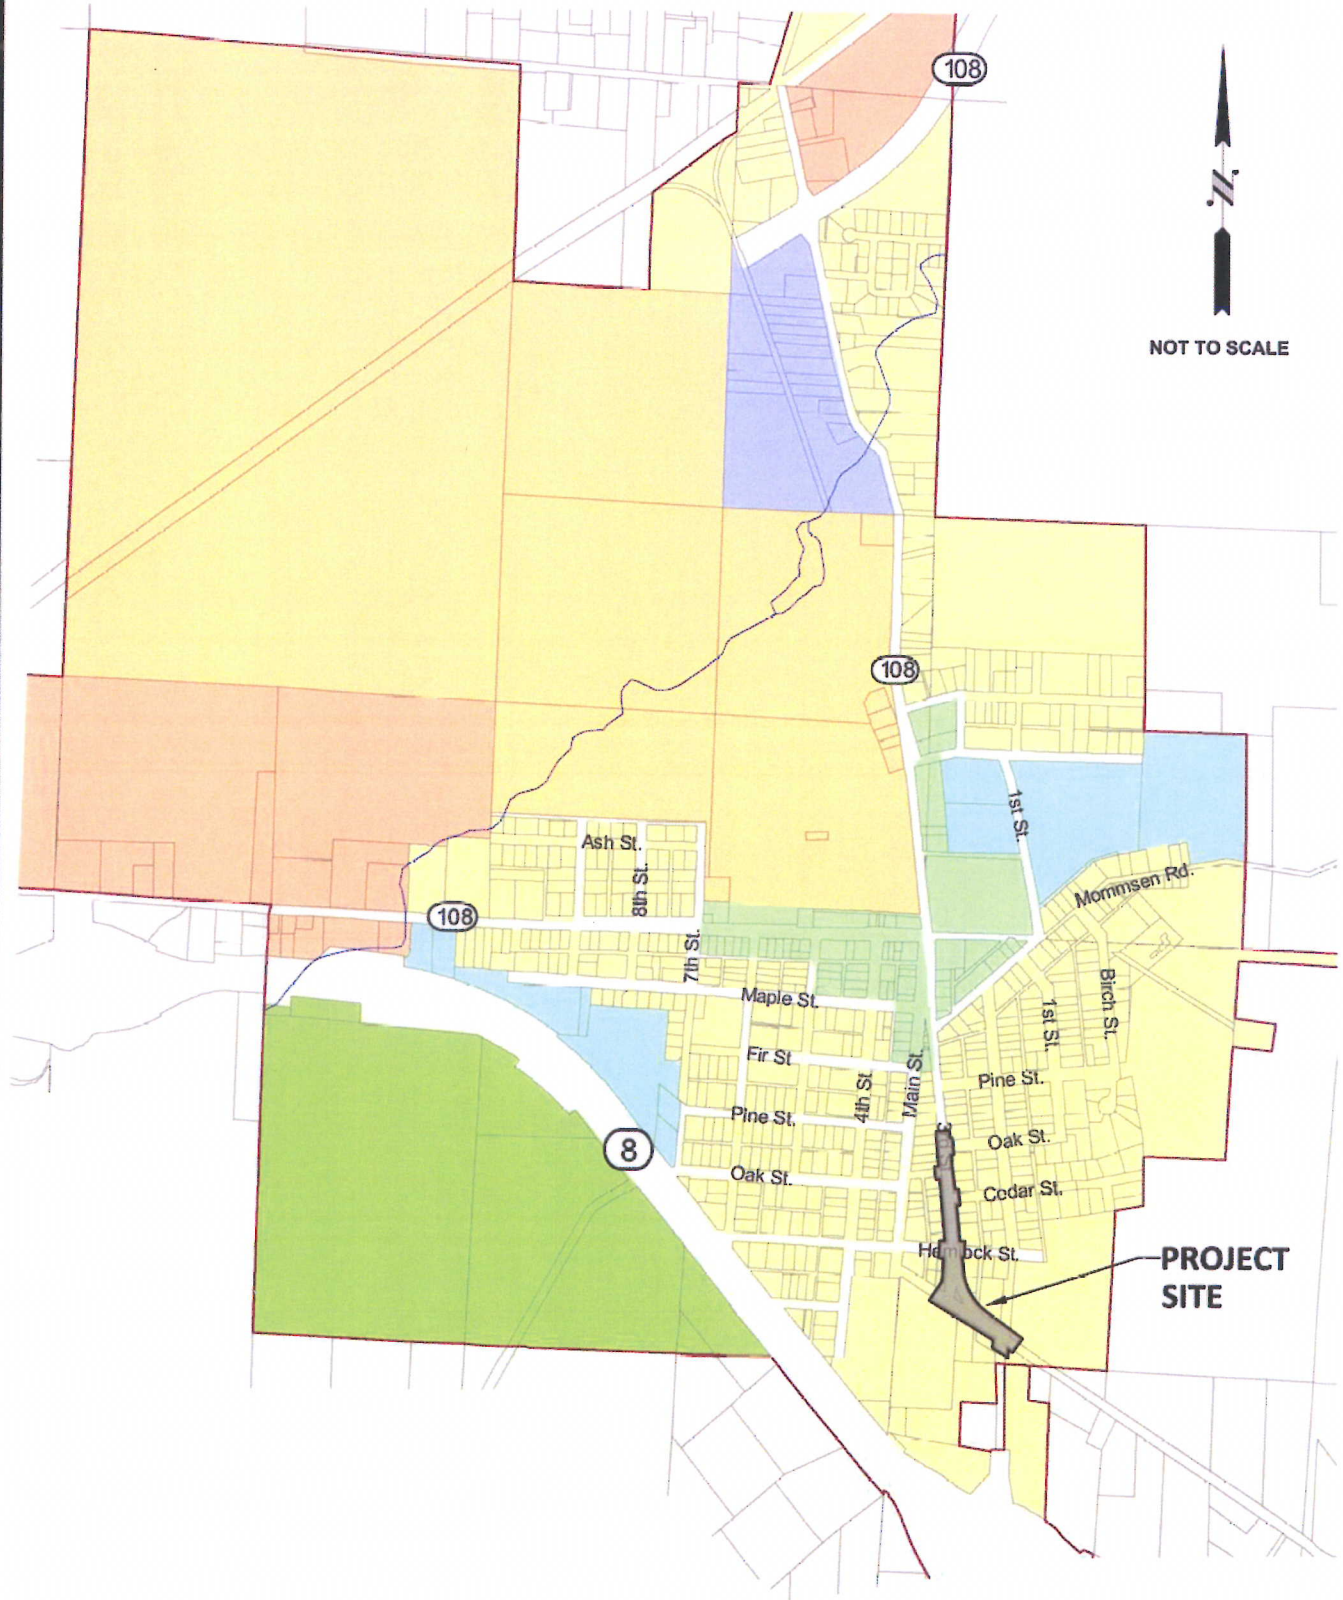 108
NOT TO SCALE
108
1st St.
Ash St.
8th St.
Mommsen Rd.
108
7th St.
Maple St.
Birch St.
1st St.
Fir St
Main St.
Pine St.
4th St.
Pine St.
8
Oak St.
Oak St.
Cedar St.
Hemlock St.
PROJECT
SITE